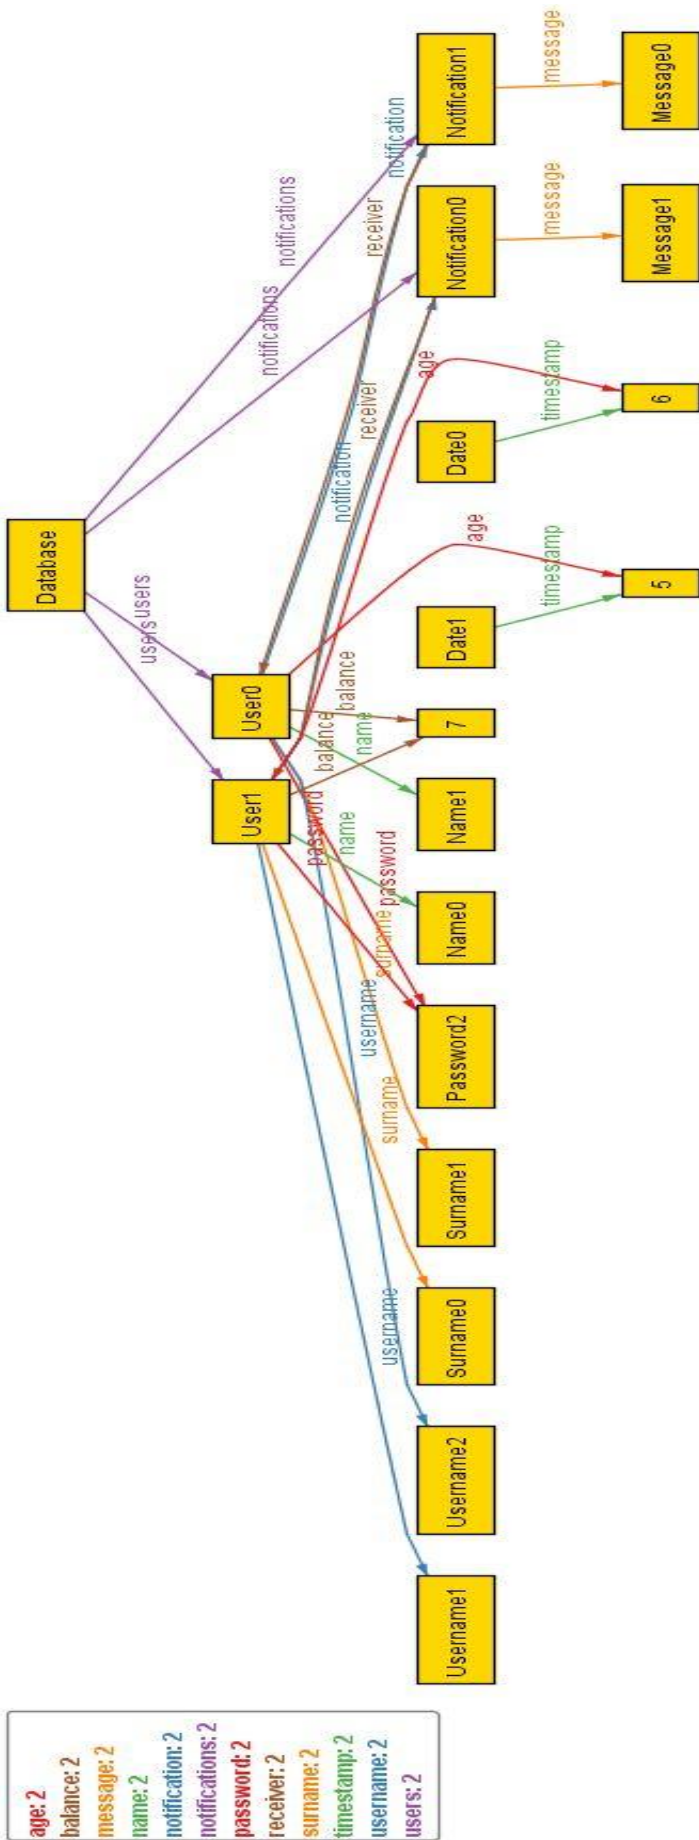 age: 2
balance: 2
message: 2
name: 2
notification: 2
notifications: 2
password: 2
receiver: 2
surname: 2
timestamp: 2
username: 2
users: 2
Database
users
users
notifications
notifications
User1
User0
balance
balance
name
name
password
password
surname
surname
username
username
age
age
notification
notification
receiver
receiver
Username1
Username2
Surname0
Surname1
Password2
Name0
Name1
7
Date1
Date0
Notification0
Notification1
timestamp
timestamp
message
message
5
6
Message1
Message0